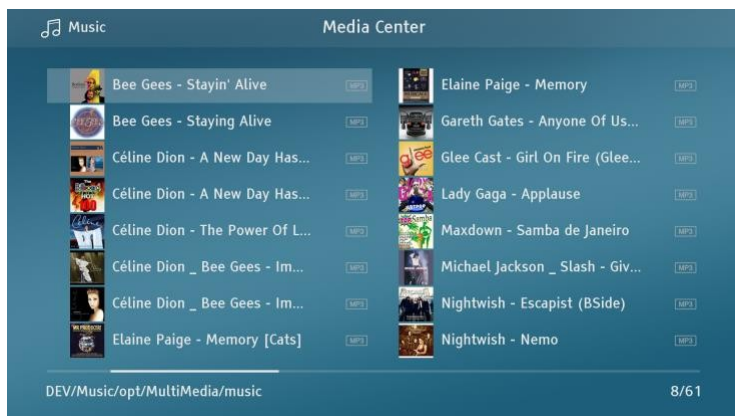 Music
Media Center
Bee Gees - Stayin' Alive MP3
Bee Gees - Staying Alive MP3
Céline Dion - A New Day Has... MP3
Céline Dion - A New Day Has... MP3
Céline Dion - The Power Of L... MP3
Céline Dion _ Bee Gees - Im... MP3
Céline Dion _ Bee Gees - Im... MP3
Elaine Paige - Memory [Cats] MP3
Elaine Paige - Memory MP3
Gareth Gates - Anyone Of Us... MP3
glee
Glee Cast - Girl On Fire (Glee... MP3
Lady Gaga - Applause MP3
Maxdown - Samba de Janeiro MP3
Michael Jackson _ Slash - Giv... MP3
Nightwish - Escapist (BSide) MP3
Nightwish - Nemo MP3
DEV/Music/opt/MultiMedia/music
8/61